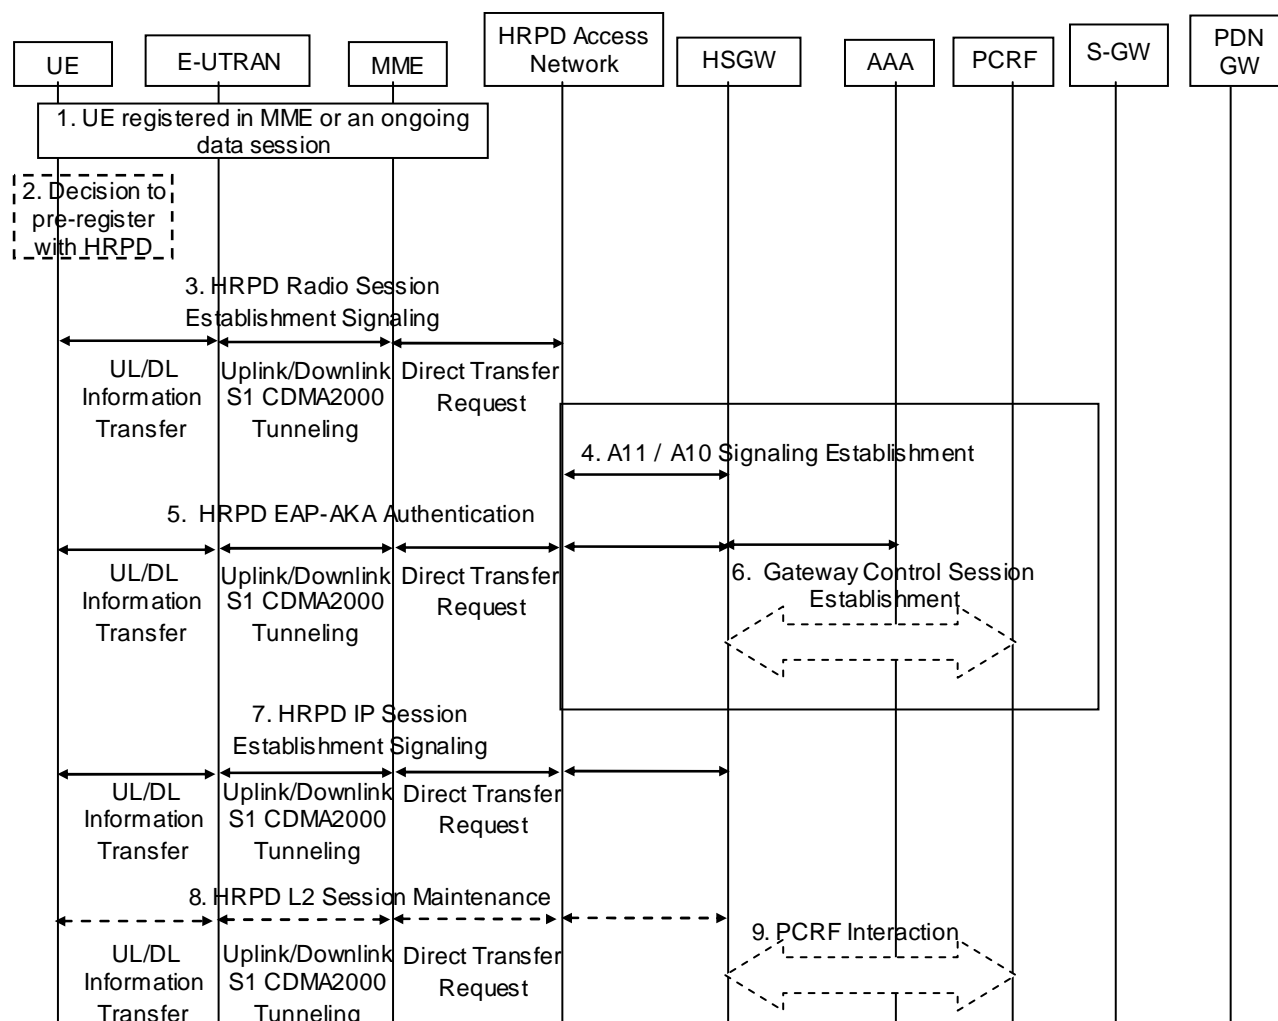 UE
E-UTRAN
MME
HRPD Access
Network
HSGW
AAA
PCRF
S-GW
PDN
GW
1. UE registered in MME or an ongoing
data session
2. Decision to
pre-register
with HRPD
3. HRPD Radio Session
Establishment Signaling
UL/DL
Information
Transfer
Uplink/Downlink
S1 CDMA2000
Tunneling
Direct Transfer
Request
4. A11 / A10 Signaling Establishment
5. HRPD EAP-AKA Authentication
UL/DL
Information
Transfer
Uplink/Downlink
S1 CDMA2000
Tunneling
Direct Transfer
Request
6. Gateway Control Session
Establishment
7. HRPD IP Session
Establishment Signaling
UL/DL
Information
Transfer
Uplink/Downlink
S1 CDMA2000
Tunneling
Direct Transfer
Request
8. HRPD L2 Session Maintenance
9. PCRF Interaction
UL/DL
Information
Transfer
Uplink/Downlink
S1 CDMA2000
Tunneling
Direct Transfer
Request